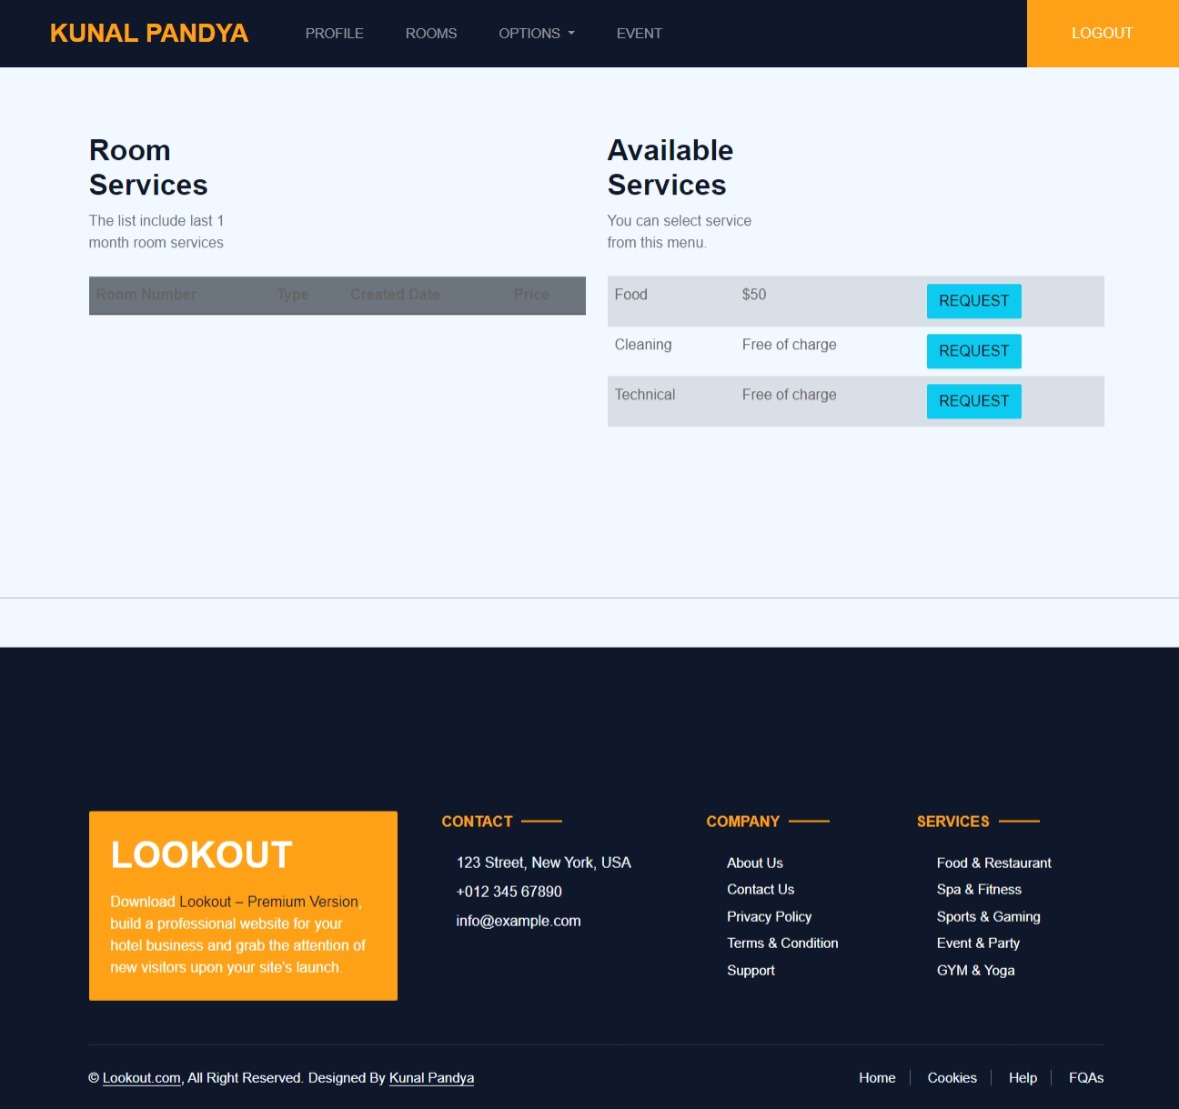 KUNAL PANDYA PROFILE ROOMS OPTIONS EVENT LOGOUT
Room
Services
The list include last 1
month room services
Room Number Type Created Date Price
Available
Services
You can select service
from this menu.
Food $50 REQUEST
Cleaning Free of charge REQUEST
Technical Free of charge REQUEST
LOOKOUT
Download Lookout – Premium Version,
build a professional website for your
hotel business and grab the attention of
new visitors upon your site's launch.
CONTACT
123 Street, New York, USA
+012 345 67890
info@example.com
COMPANY
About Us
Contact Us
Privacy Policy
Terms & Condition
Support
SERVICES
Food & Restaurant
Spa & Fitness
Sports & Gaming
Event & Party
GYM & Yoga
© Lookout.com, All Right Reserved. Designed By Kunal Pandya
Home Cookies Help FQAs